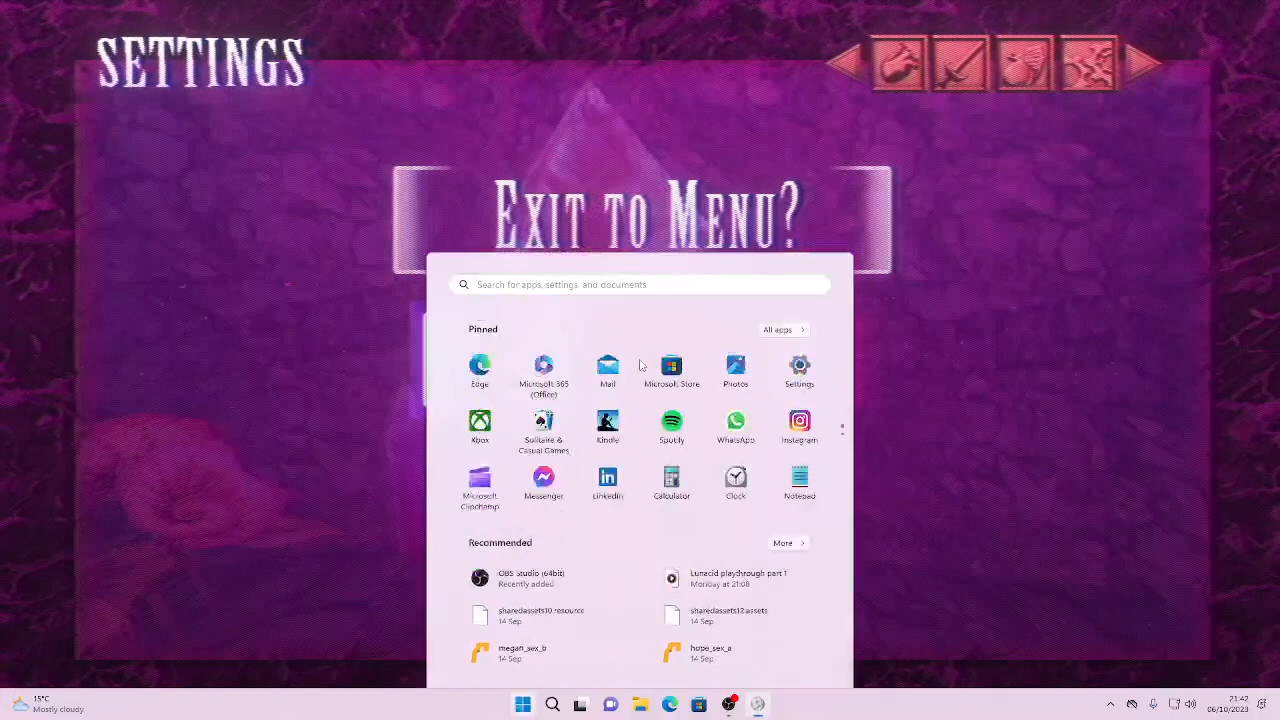 SETTINGS
EXIT TO MENU?
Search for apps, settings, and documents
Pinned
All apps
Edge
Microsoft 365
(Office)
Mail
Microsoft Store
Photos
Settings
Xbox
Solitaire &
Casual Games
Kindle
Spotify
WhatsApp
Instagram
Microsoft
Clipchamp
Messenger
LinkedIn
Calculator
Clock
Notepad
Recommended
More
OBS Studio (64bit)
Recently added
Lunacid playthrough part 1
Monday at 21:08
sharedassets10.resource
14 Sep
sharedassets12.assets
14 Sep
megan_sex_b
14 Sep
hope_sex_a
14 Sep
15°C
Mostly cloudy
21:42
06/10/2023